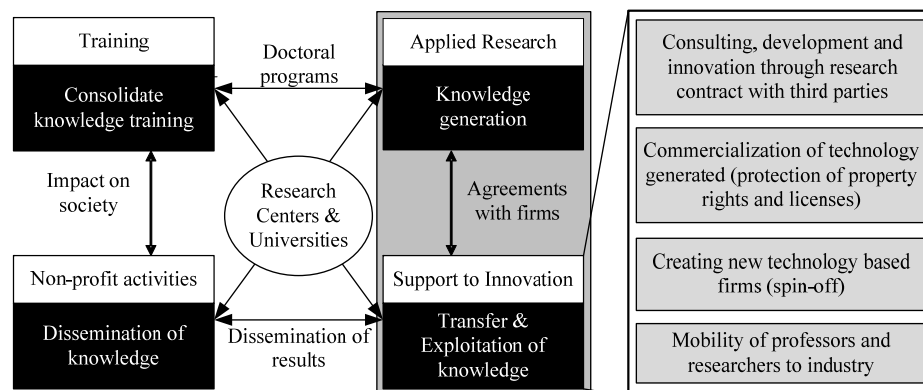 Training
Consolidate
knowledge training
Doctoral
programs
Applied Research
Knowledge
generation
Impact on
society
Research
Centers &
Universities
Agreements
with firms
Non-profit activities
Dissemination of
knowledge
Dissemination of
results
Support to Innovation
Transfer &
Exploitation of
knowledge
Consulting, development and
innovation through research
contract with third parties
Commercialization of technology
generated (protection of property
rights and licenses)
Creating new technology based
firms (spin-off)
Mobility of professors and
researchers to industry